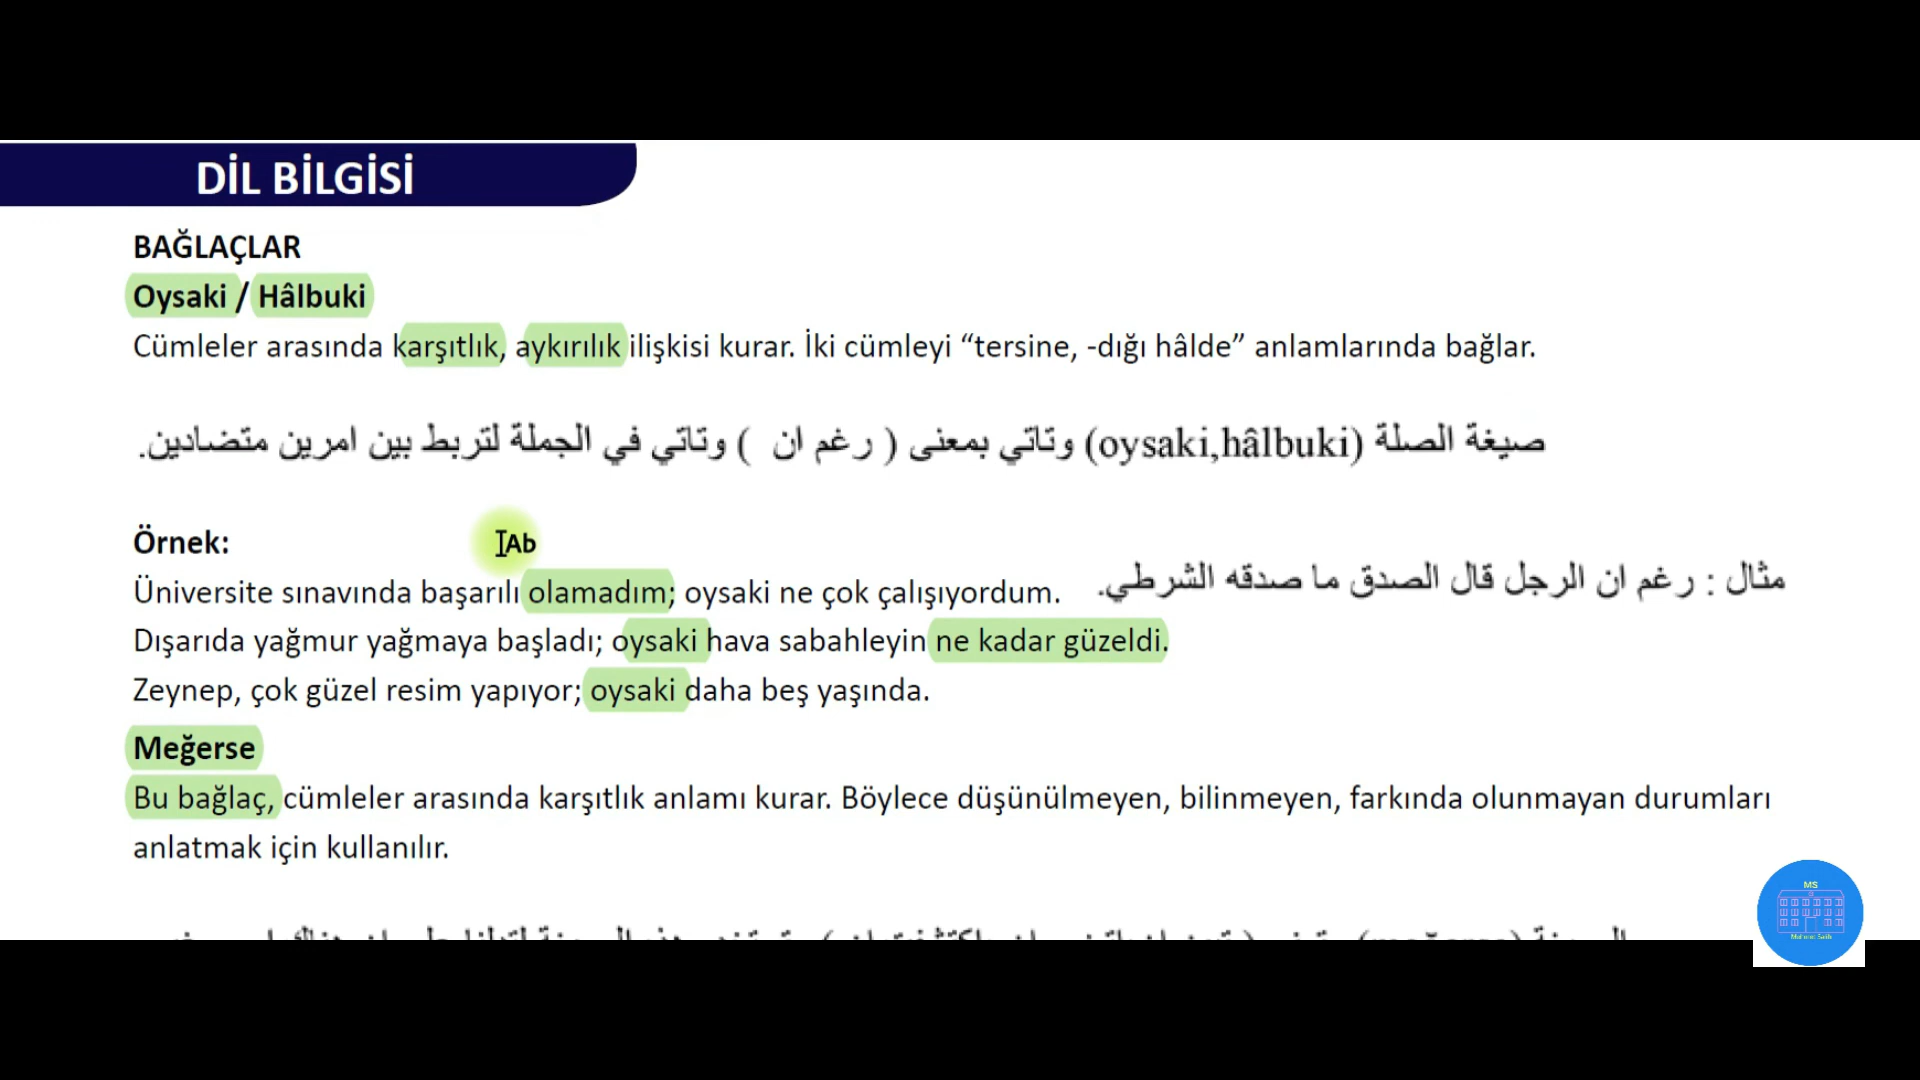 DİL BİLGİSİ
BAĞLAÇLAR
Oysaki / Hâlbuki
Cümleler arasında karşıtlık, aykırılık ilişkisi kurar. İki cümleyi “tersine, -dığı hâlde” anlamlarında bağlar.
صيغة الصلة (oysaki,hâlbuki) وتاتي بمعنى ( رغم ان ) وتاتي في الجملة لتربط بين امرين متضادين.
Örnek:
Ab
Üniversite sınavında başarılı olamadım; oysaki ne çok çalışıyordum.
مثال : رغم ان الرجل قال الصدق ما صدقه الشرطي.
Dışarıda yağmur yağmaya başladı; oysaki hava sabahleyin ne kadar güzeldi.
Zeynep, çok güzel resim yapıyor; oysaki daha beş yaşında.
Meğerse
Bu bağlaç, cümleler arasında karşıtlık anlamı kurar. Böylece düşünülmeyen, bilinmeyen, farkında olunmayan durumları
anlatmak için kullanılır.
MS